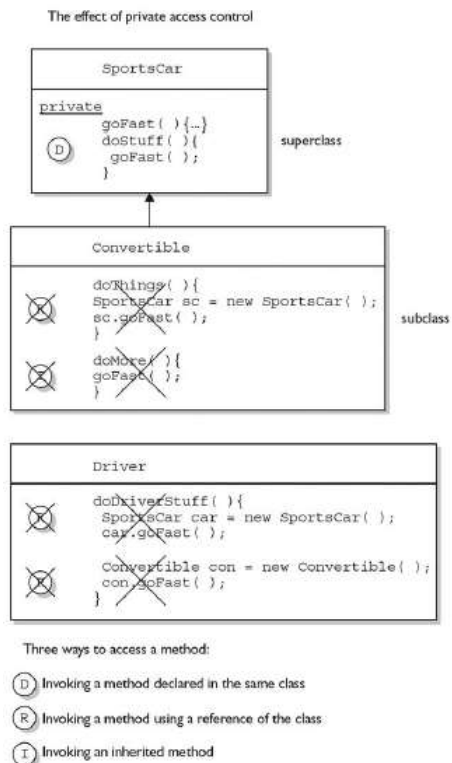 The effect of private access control
SportsCar
private
goFast( ){…}
D
doStuff( ){
goFast( );
}
superclass
Convertible
doThings( ){
R
SportsCar sc = new SportsCar( );
sc.goFast( );
}
subclass
doMore( ){
I
goFast( );
}
Driver
doDriverStuff( ){
R
SportsCar car = new SportsCar( );
car.goFast( );
Convertible con = new Convertible( );
R
con.goFast( );
}
Three ways to access a method:
D Invoking a method declared in the same class
R Invoking a method using a reference of the class
I Invoking an inherited method